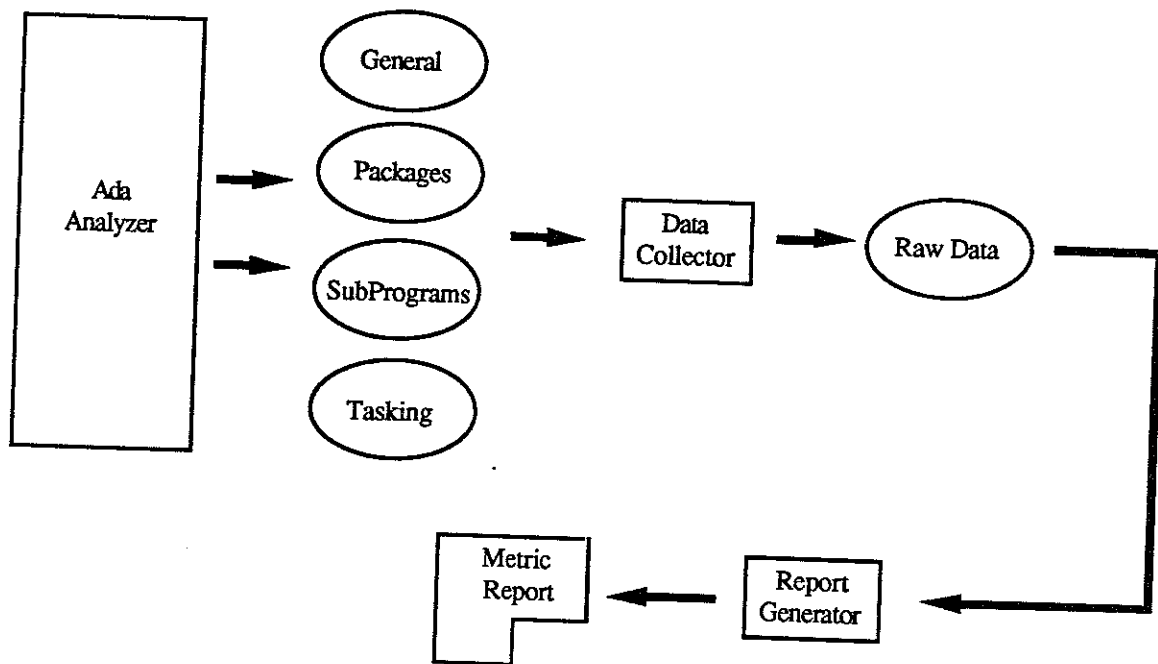 General
Packages
Ada
Analyzer
SubPrograms
Tasking
Data
Collector
Raw Data
Metric
Report
Report
Generator